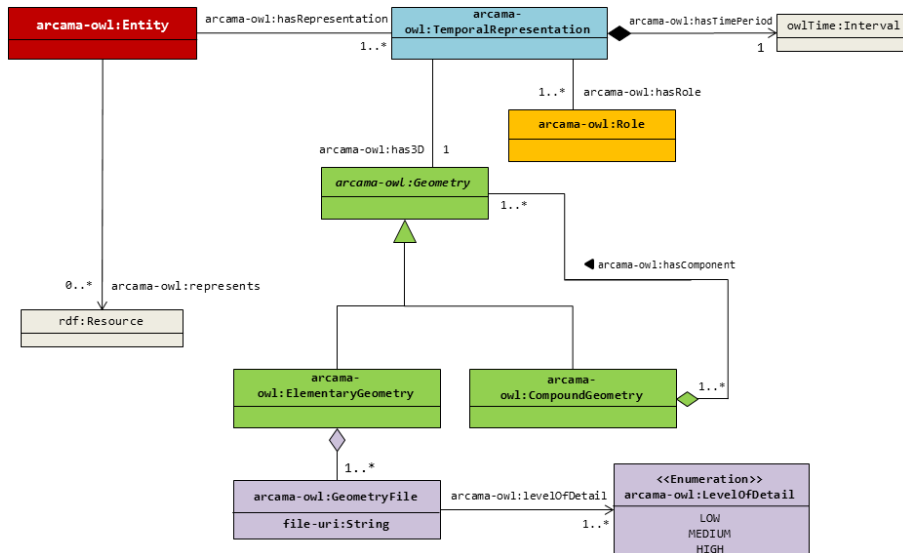 arcama-owl:Entity
arcama-owl:hasRepresentation
1..*
arcama-
owl:TemporalRepresentation
arcama-owl:hasTimePeriod
1
owlTime:Interval
1..*
arcama-owl:hasRole
arcama-owl:Role
arcama-owl:has3D
1
arcama-owl:Geometry
1..*
arcama-owl:hasComponent
0..*
arcama-owl:represents
rdf:Resource
arcama-
owl:ElementaryGeometry
arcama-
owl:CompoundGeometry
1..*
1..*
arcama-owl:GeometryFile
file-uri:String
arcama-owl:levelOfDetail
1..*
<<Enumeration>>
arcama-owl:LevelOfDetail
LOW
MEDIUM
HIGH